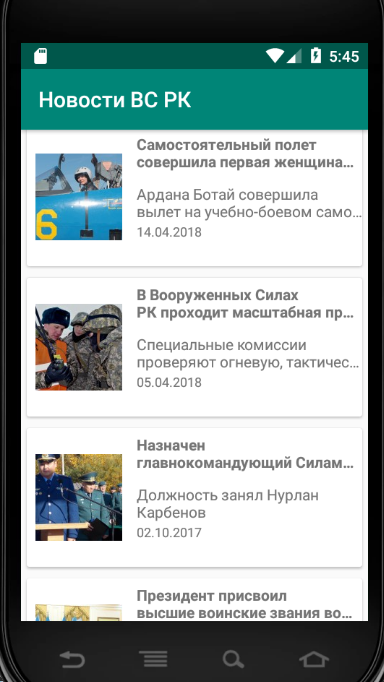 5:45
Новости ВС РК
Самостоятельный полет
совершила первая женщина…
Ардана Ботай совершила
вылет на учебно-боевом само…
14.04.2018
В Вооруженных Силах
РК проходит масштабная пр…
Специальные комиссии
проверяют огневую, тактичес…
05.04.2018
Назначен
главнокомандующий Силам…
Должность занял Нурлан
Карбенов
02.10.2017
Президент присвоил
высшие воинские звания во…
6